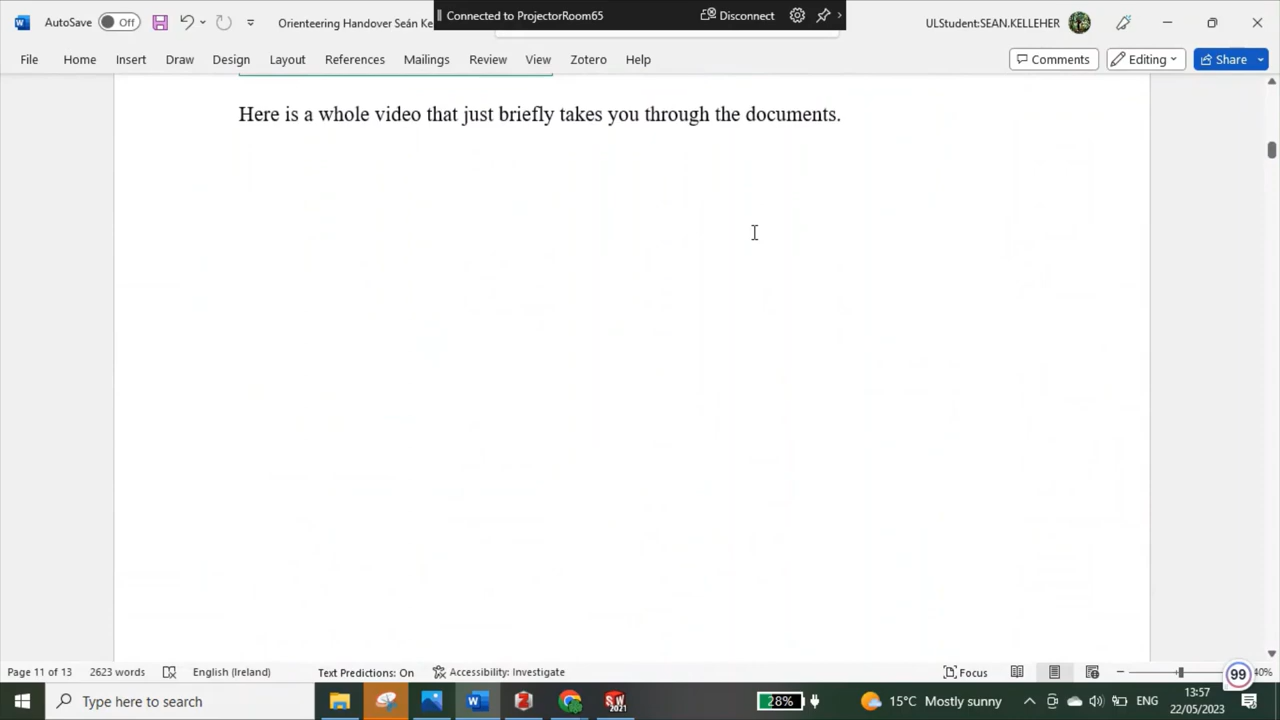 AutoSave Off Orienteering Handover Seán Ke Connected to ProjectorRoom65 Disconnect ULStudent:SEAN.KELLEHER
File Home Insert Draw Design Layout References Mailings Review View Zotero Help Comments Editing Share
Here is a whole video that just briefly takes you through the documents.
Page 11 of 13 2623 words English (Ireland) Text Predictions: On Accessibility: Investigate Focus 99 40%
Type here to search SW 2021 28% 15°C Mostly sunny ENG 13:57
22/05/2023